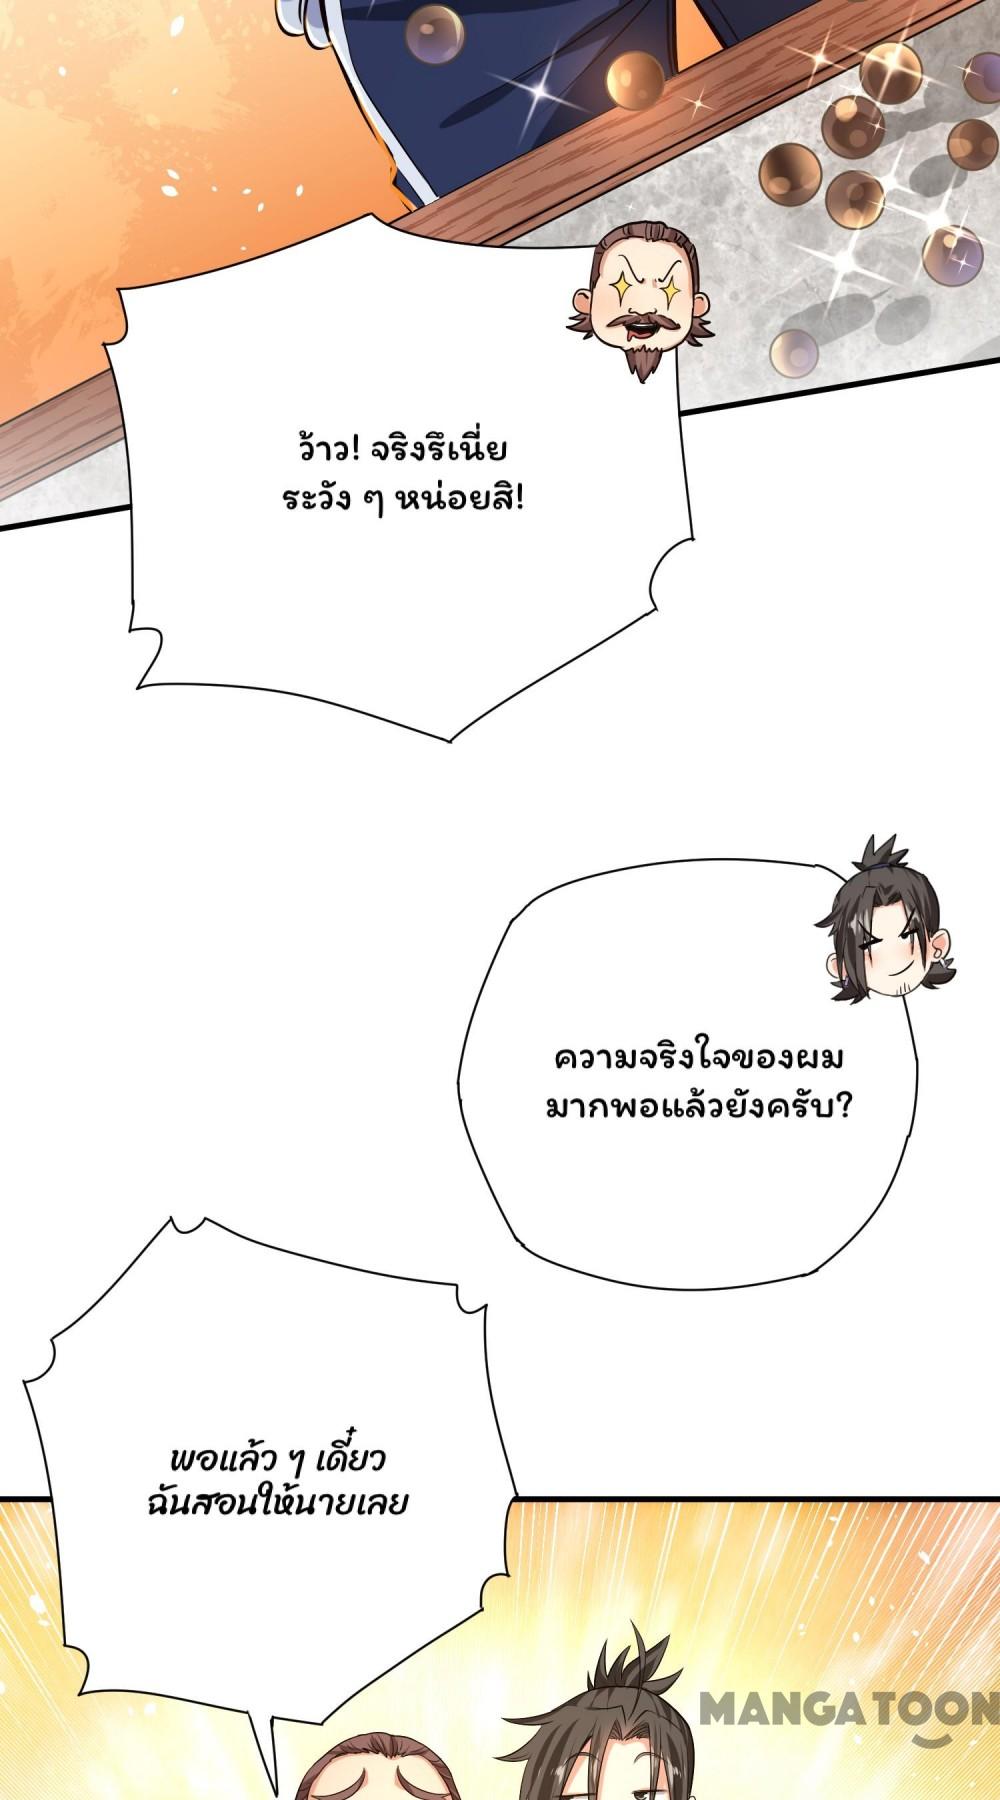 ว้าว! จริงรึเนี่ย
ระวัง ๆ หน่อยสิ!
ความจริงใจของผม
มากพอแล้วยังครับ?
พอแล้ว ๆ เดี๋ยว
ฉันสอนให้นายเลย
MANGATOON